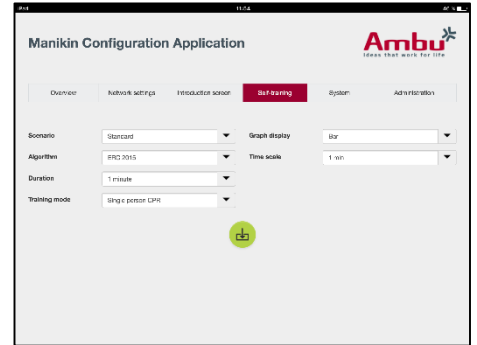 iPad 11:04
Manikin Configuration Application
Ambu
Ideas that work for life
Overview Network settings Introduction screen Self-training System Administration
Scenario Standard Graph display Bar
Algorithm ERC 2015 Time scale 1 min
Duration 1 minute
Training mode Single person CPR